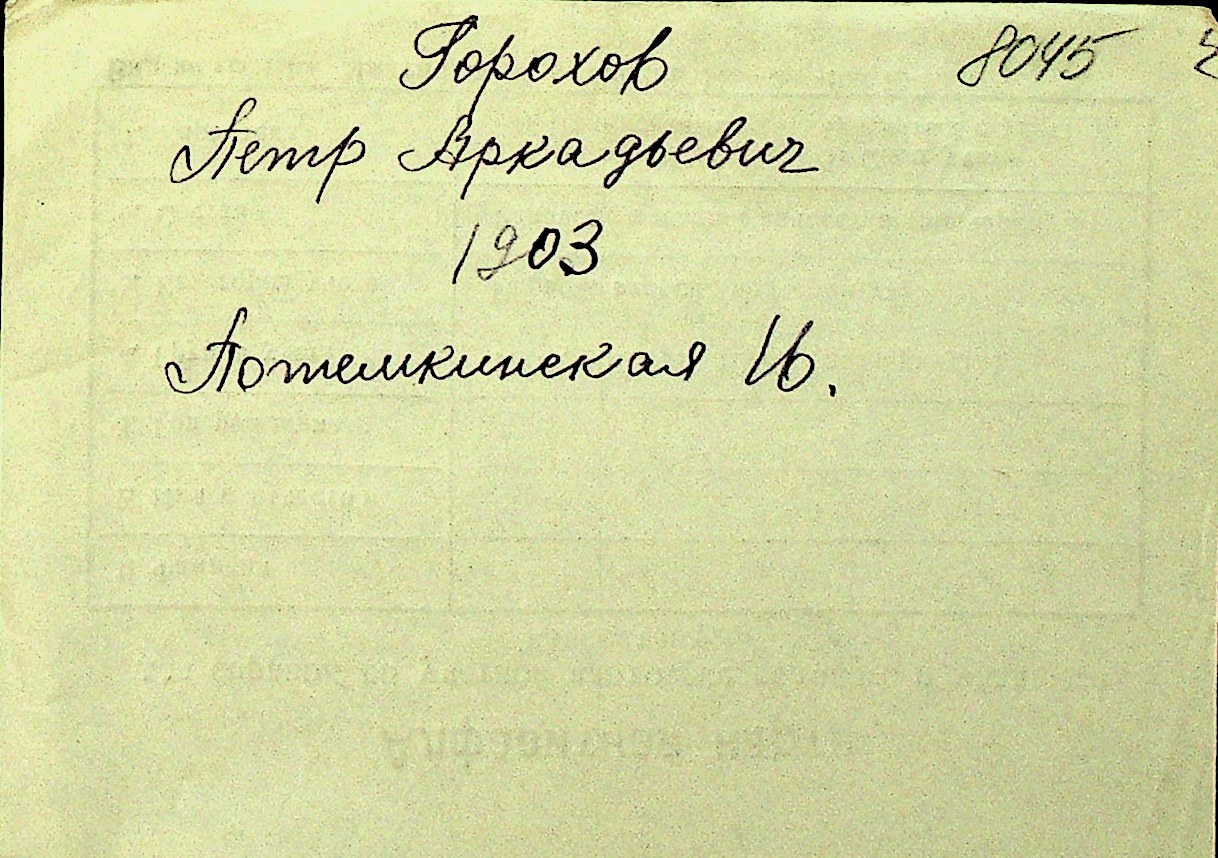 Горохов 8045
Петр Аркадьевич
1903
Потемкинская 16.